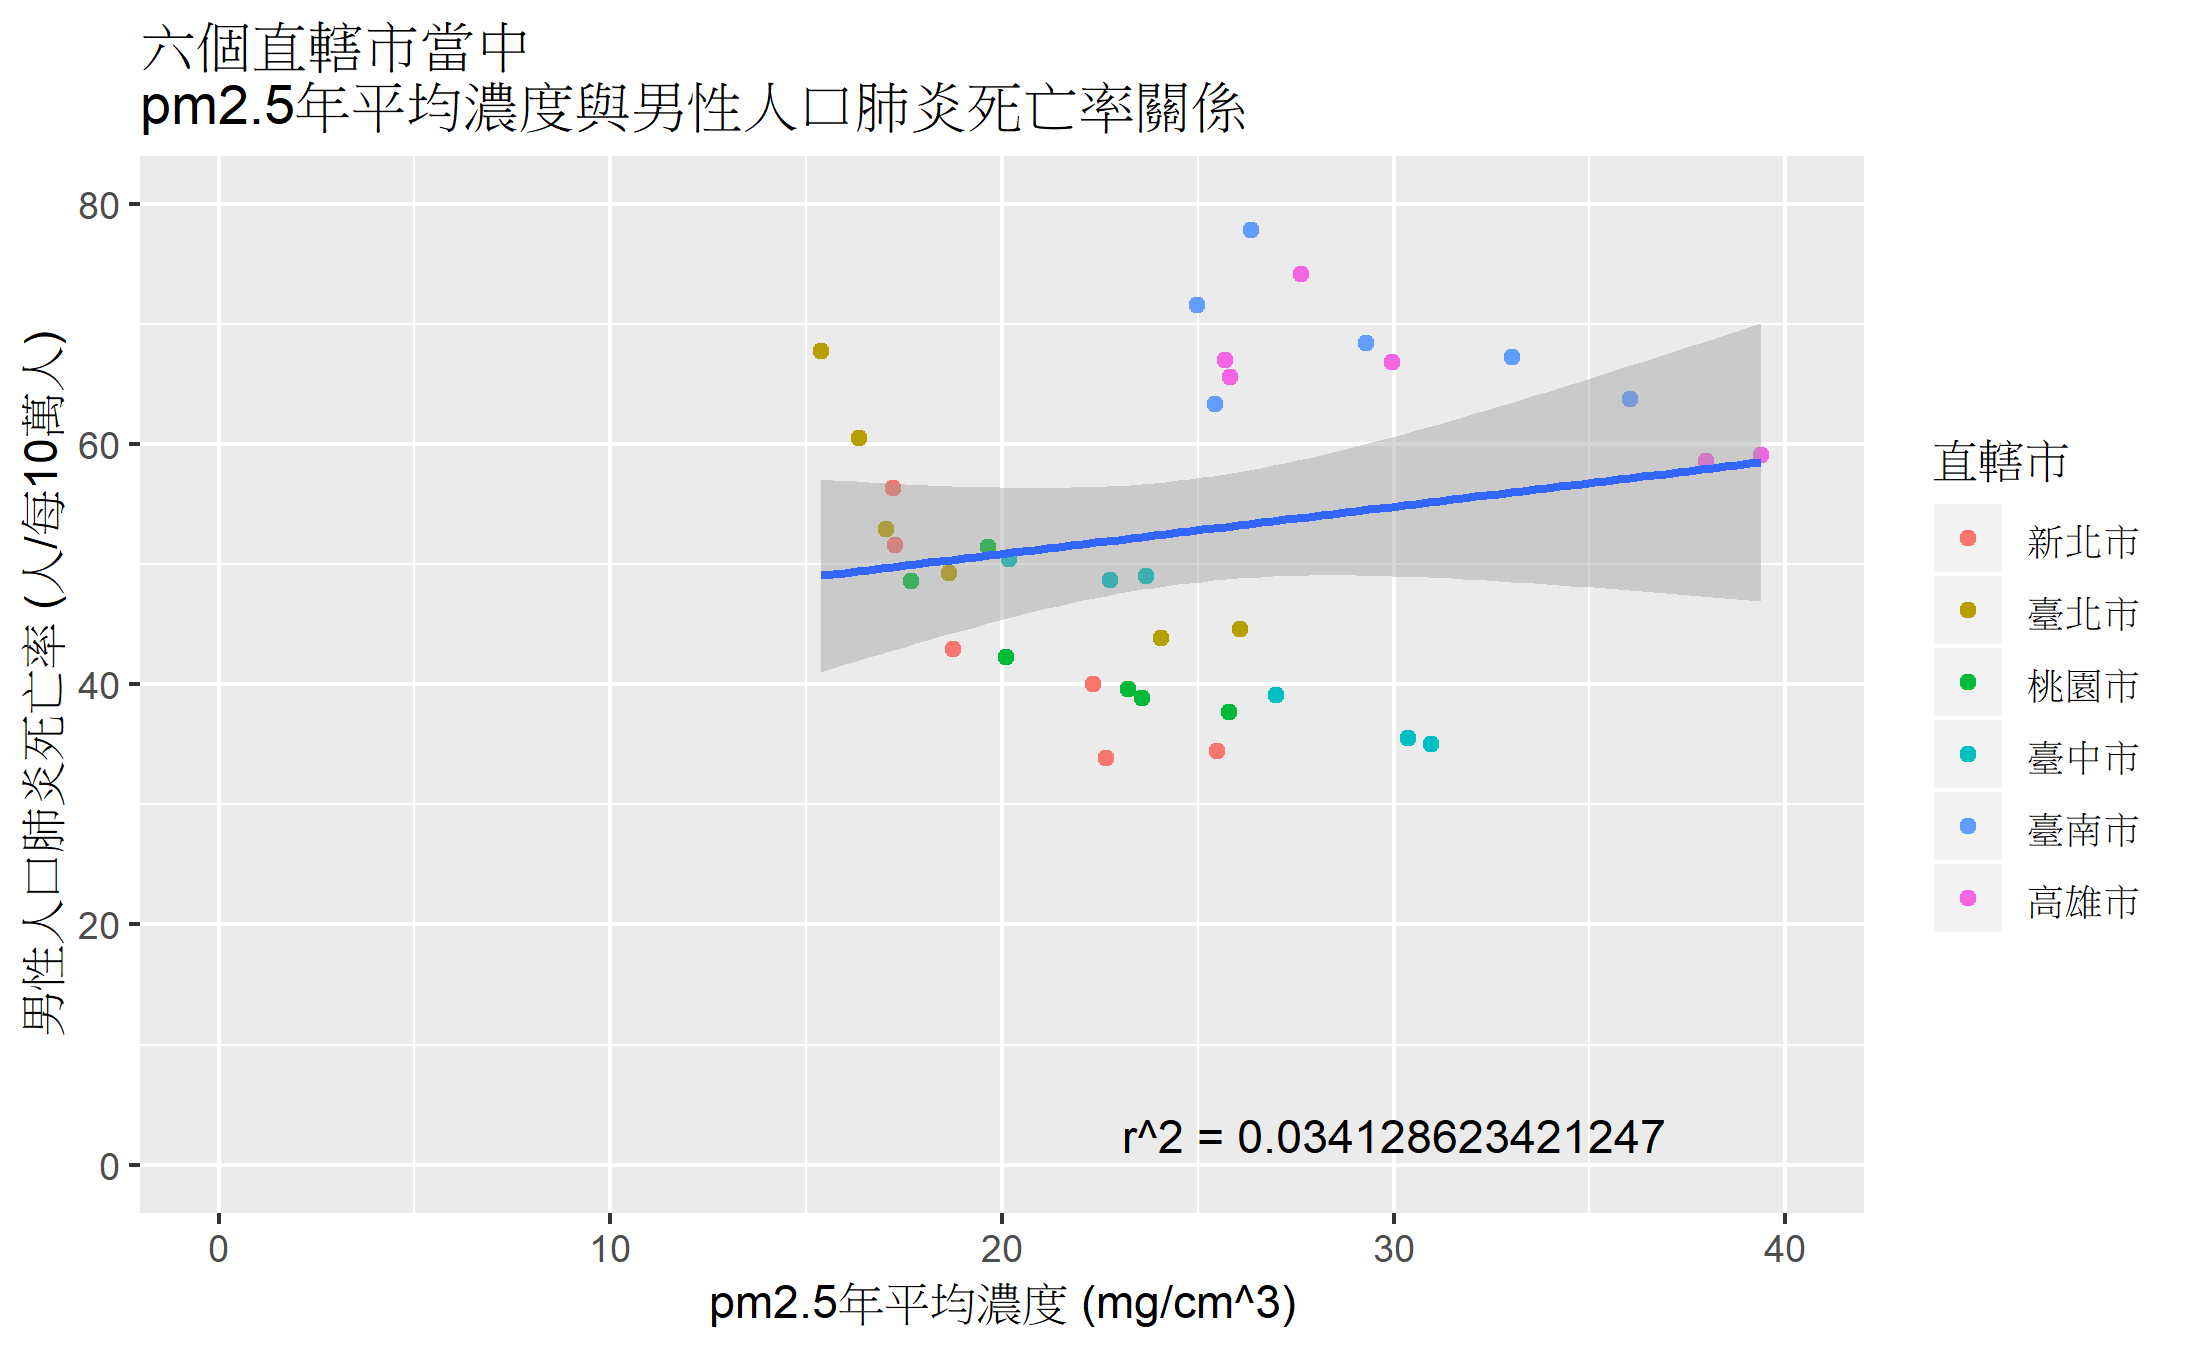 六個直轄市當中
pm2.5年平均濃度與男性人口肺炎死亡率關係
男性人口肺炎死亡率 (人/每10萬人)
80
60
40
20
0
r^2 = 0.034128623421247
0
10
20
30
40
pm2.5年平均濃度 (mg/cm^3)
直轄市
新北市
臺北市
桃園市
臺中市
臺南市
高雄市